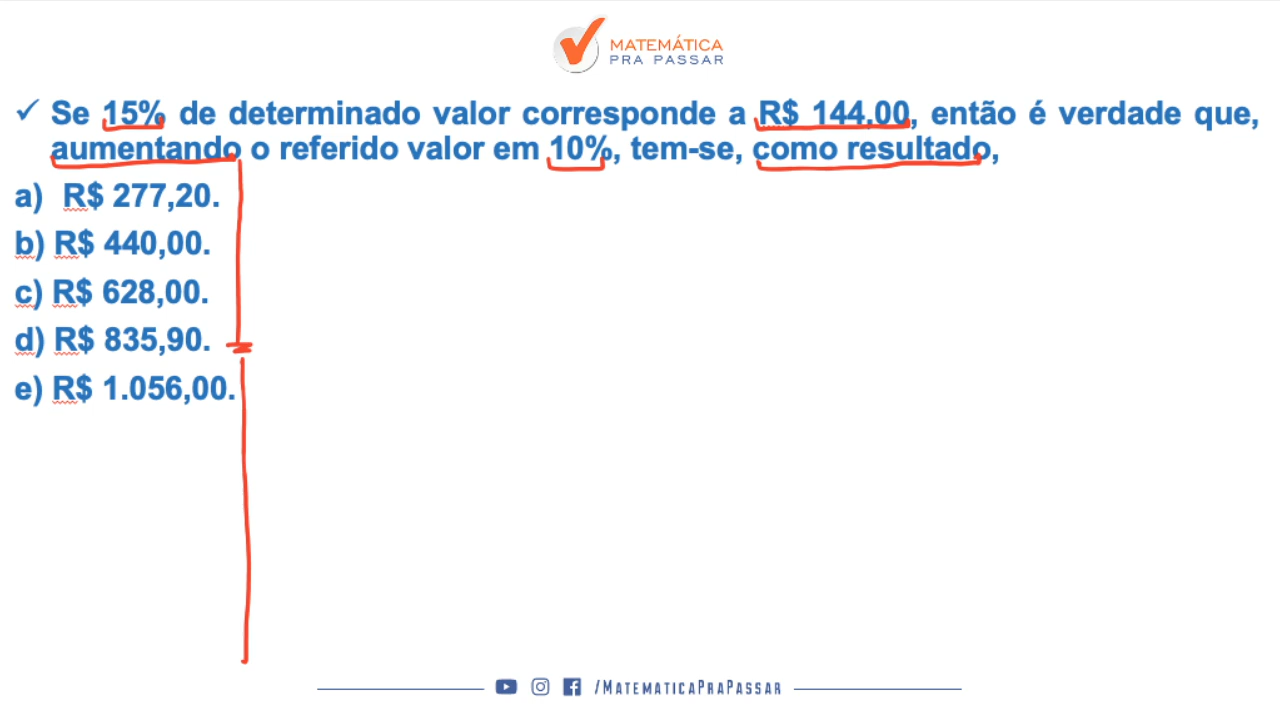 MATEMÁTICA
PRA PASSAR
✓ Se 15% de determinado valor corresponde a R$ 144,00, então é verdade que,
aumentando o referido valor em 10%, tem-se, como resultado,
a) R$ 277,20.
b) R$ 440,00.
c) R$ 628,00.
d) R$ 835,90.
e) R$ 1.056,00.
/MATEMATICAPRAPASSAR